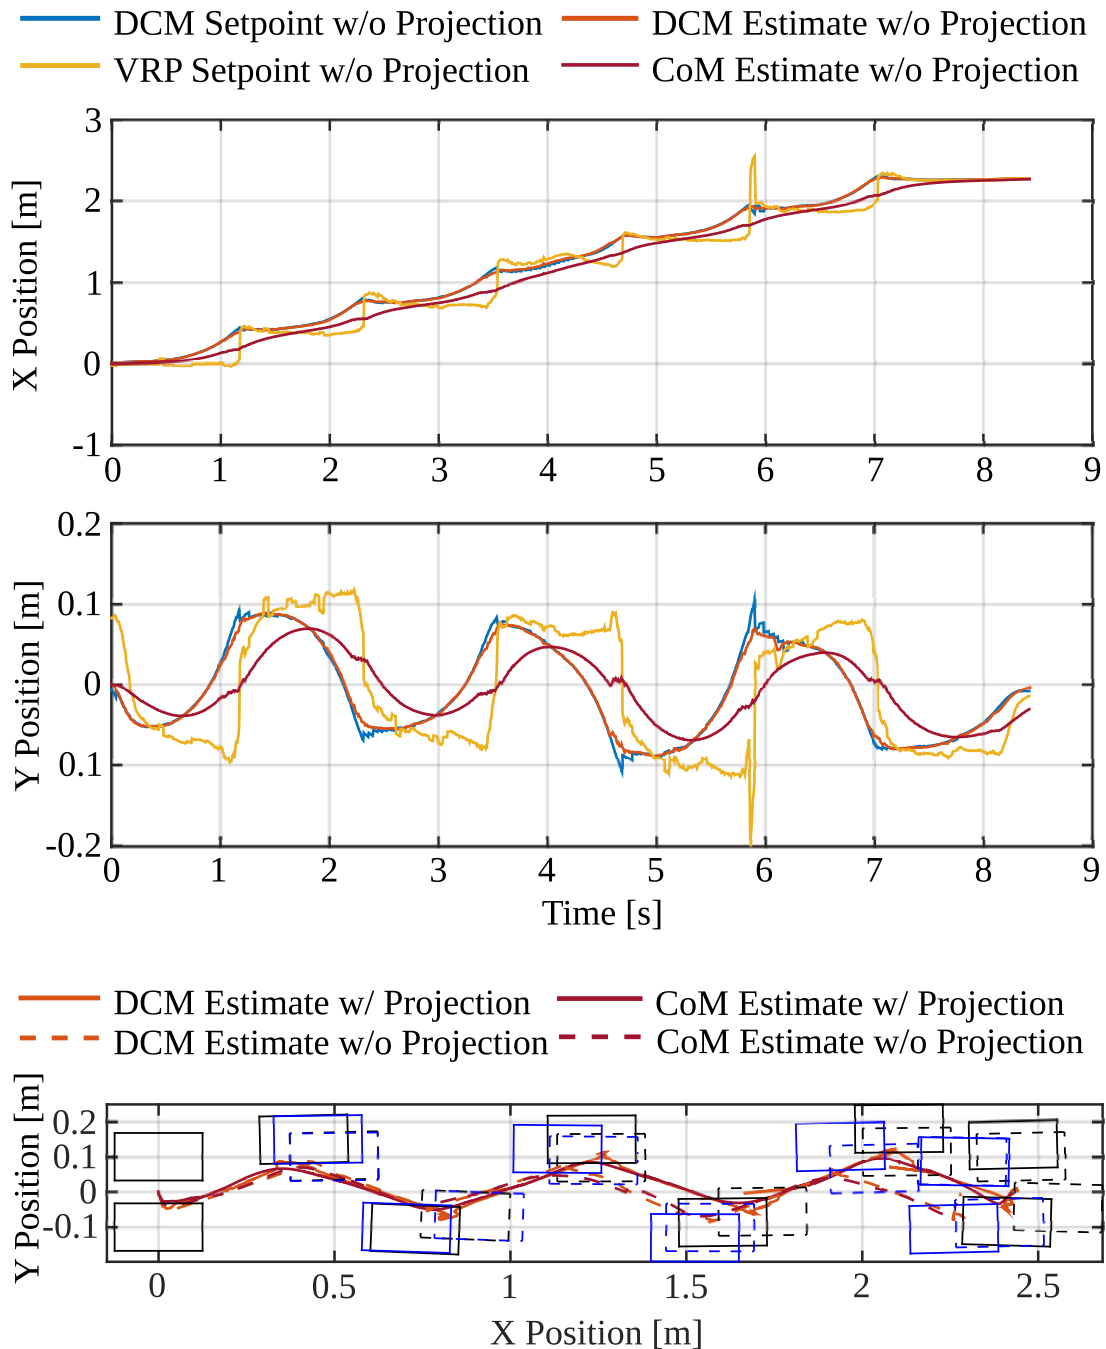 DCM Setpoint w/o Projection DCM Estimate w/o Projection
VRP Setpoint w/o Projection CoM Estimate w/o Projection
3
2
1
0
-1
X Position [m]
0 1 2 3 4 5 6 7 8 9
0.2
0.1
0
0.1
-0.2
Y Position [m]
0 1 2 3 4 5 6 7 8 9
Time [s]
DCM Estimate w/ Projection CoM Estimate w/ Projection
DCM Estimate w/o Projection CoM Estimate w/o Projection
0.2
0.1
0
-0.1
Y Position [m]
0 0.5 1 1.5 2 2.5
X Position [m]